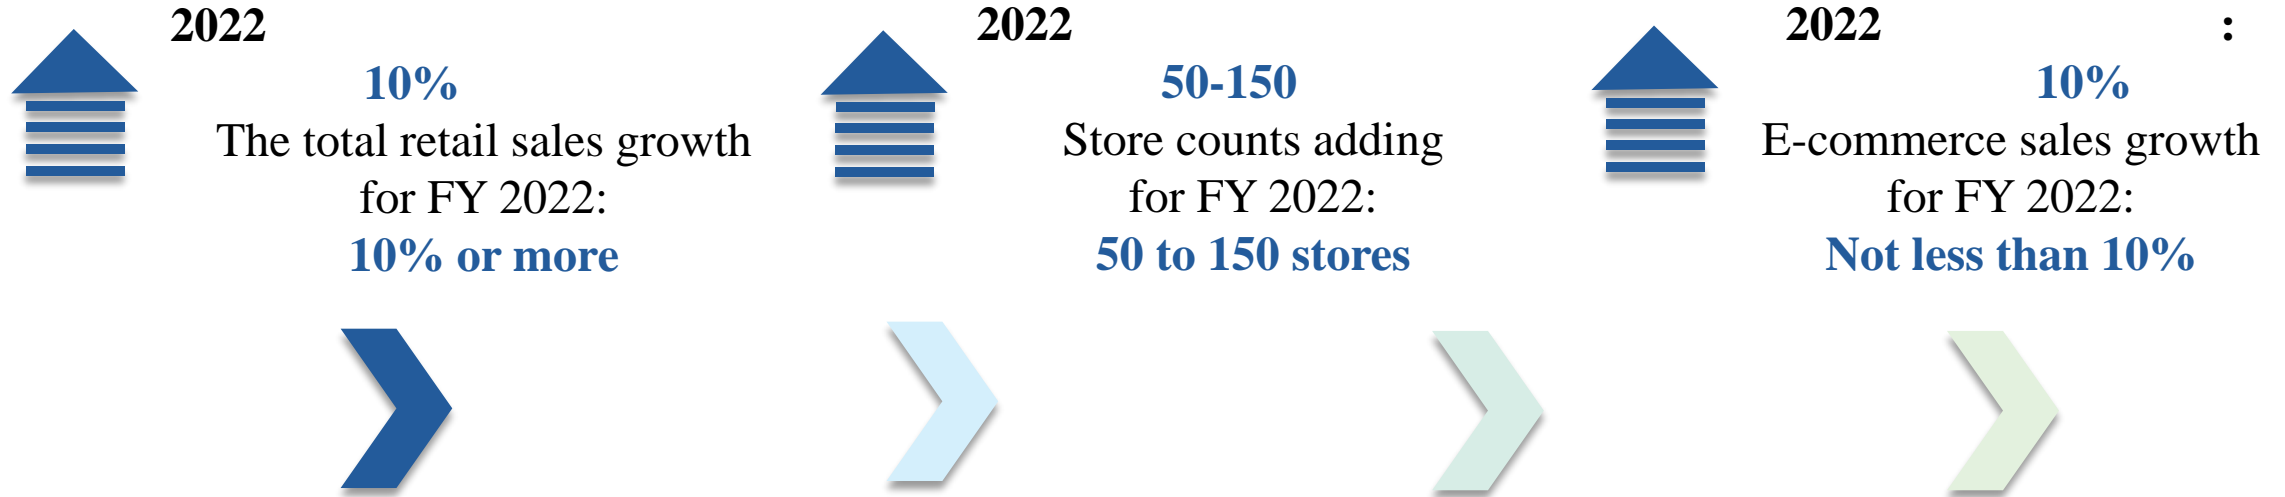 2022
10%
The total retail sales growth
for FY 2022:
10% or more
2022
50-150
Store counts adding
for FY 2022:
50 to 150 stores
2022 :
10%
E-commerce sales growth
for FY 2022:
Not less than 10%